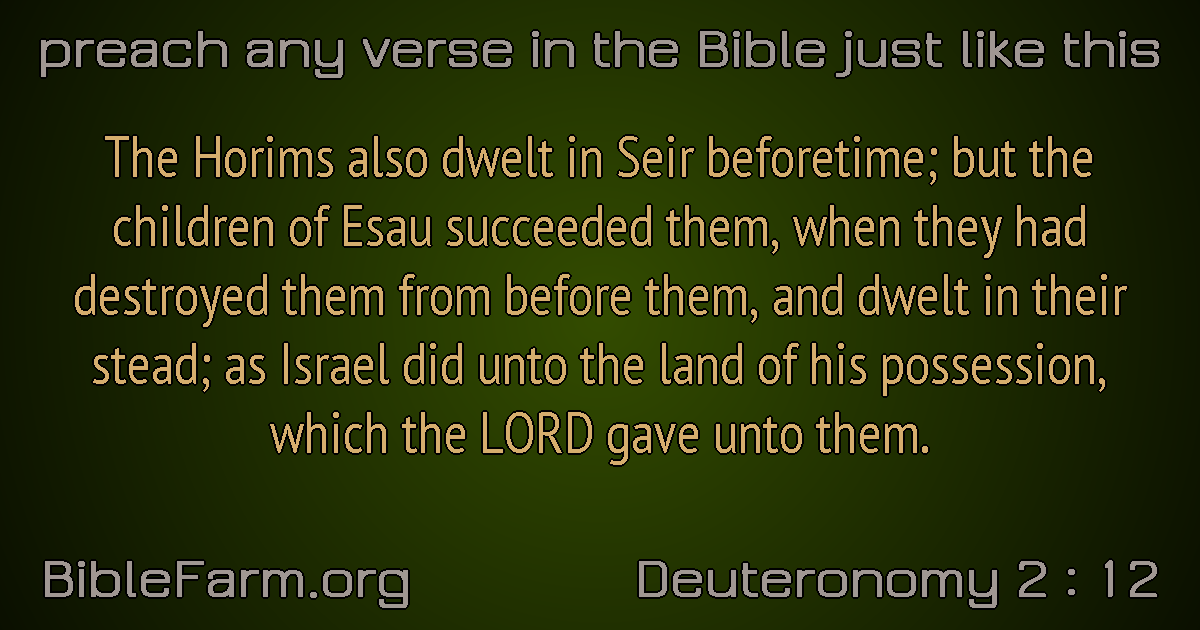 preach any verse in the Bible just like this
The Horims also dwelt in Seir beforetime; but the
children of Esau succeeded them, when they had
destroyed them from before them, and dwelt in their
stead; as Israel did unto the land of his possession,
which the LORD gave unto them.
BibleFarm.org
Deuteronomy 2 : 12